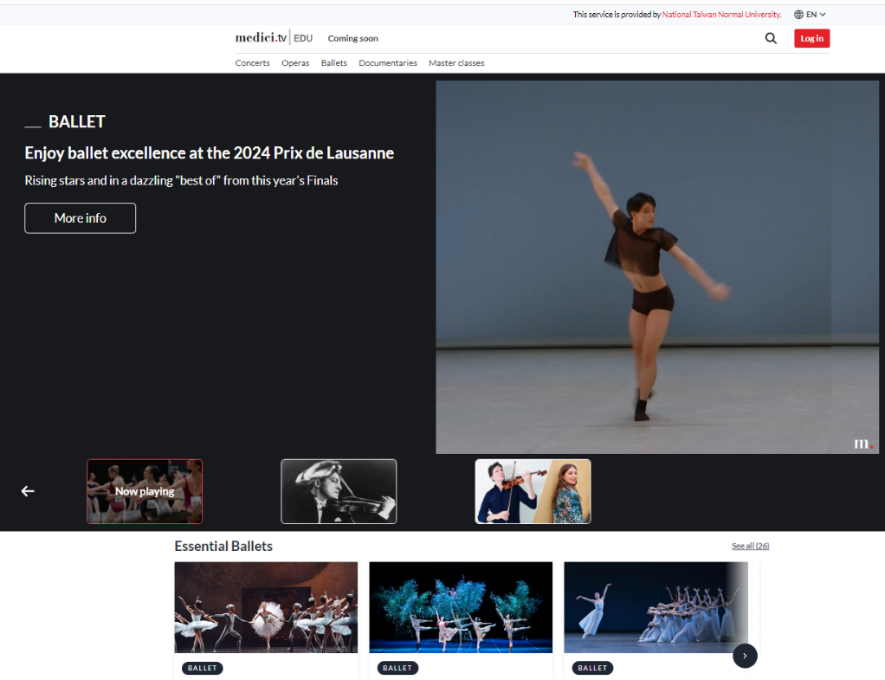 This service is provided by National Taiwan Normal University.
EN
medici.tv EDU Coming soon
Log in
Concerts Operas Ballets Documentaries Master classes
BALLET
Enjoy ballet excellence at the 2024 Prix de Lausanne
Rising stars and in a dazzling "best of" from this year's Finals
More info
m.
Now playing
Essential Ballets
See all (26)
BALLET
BALLET
BALLET